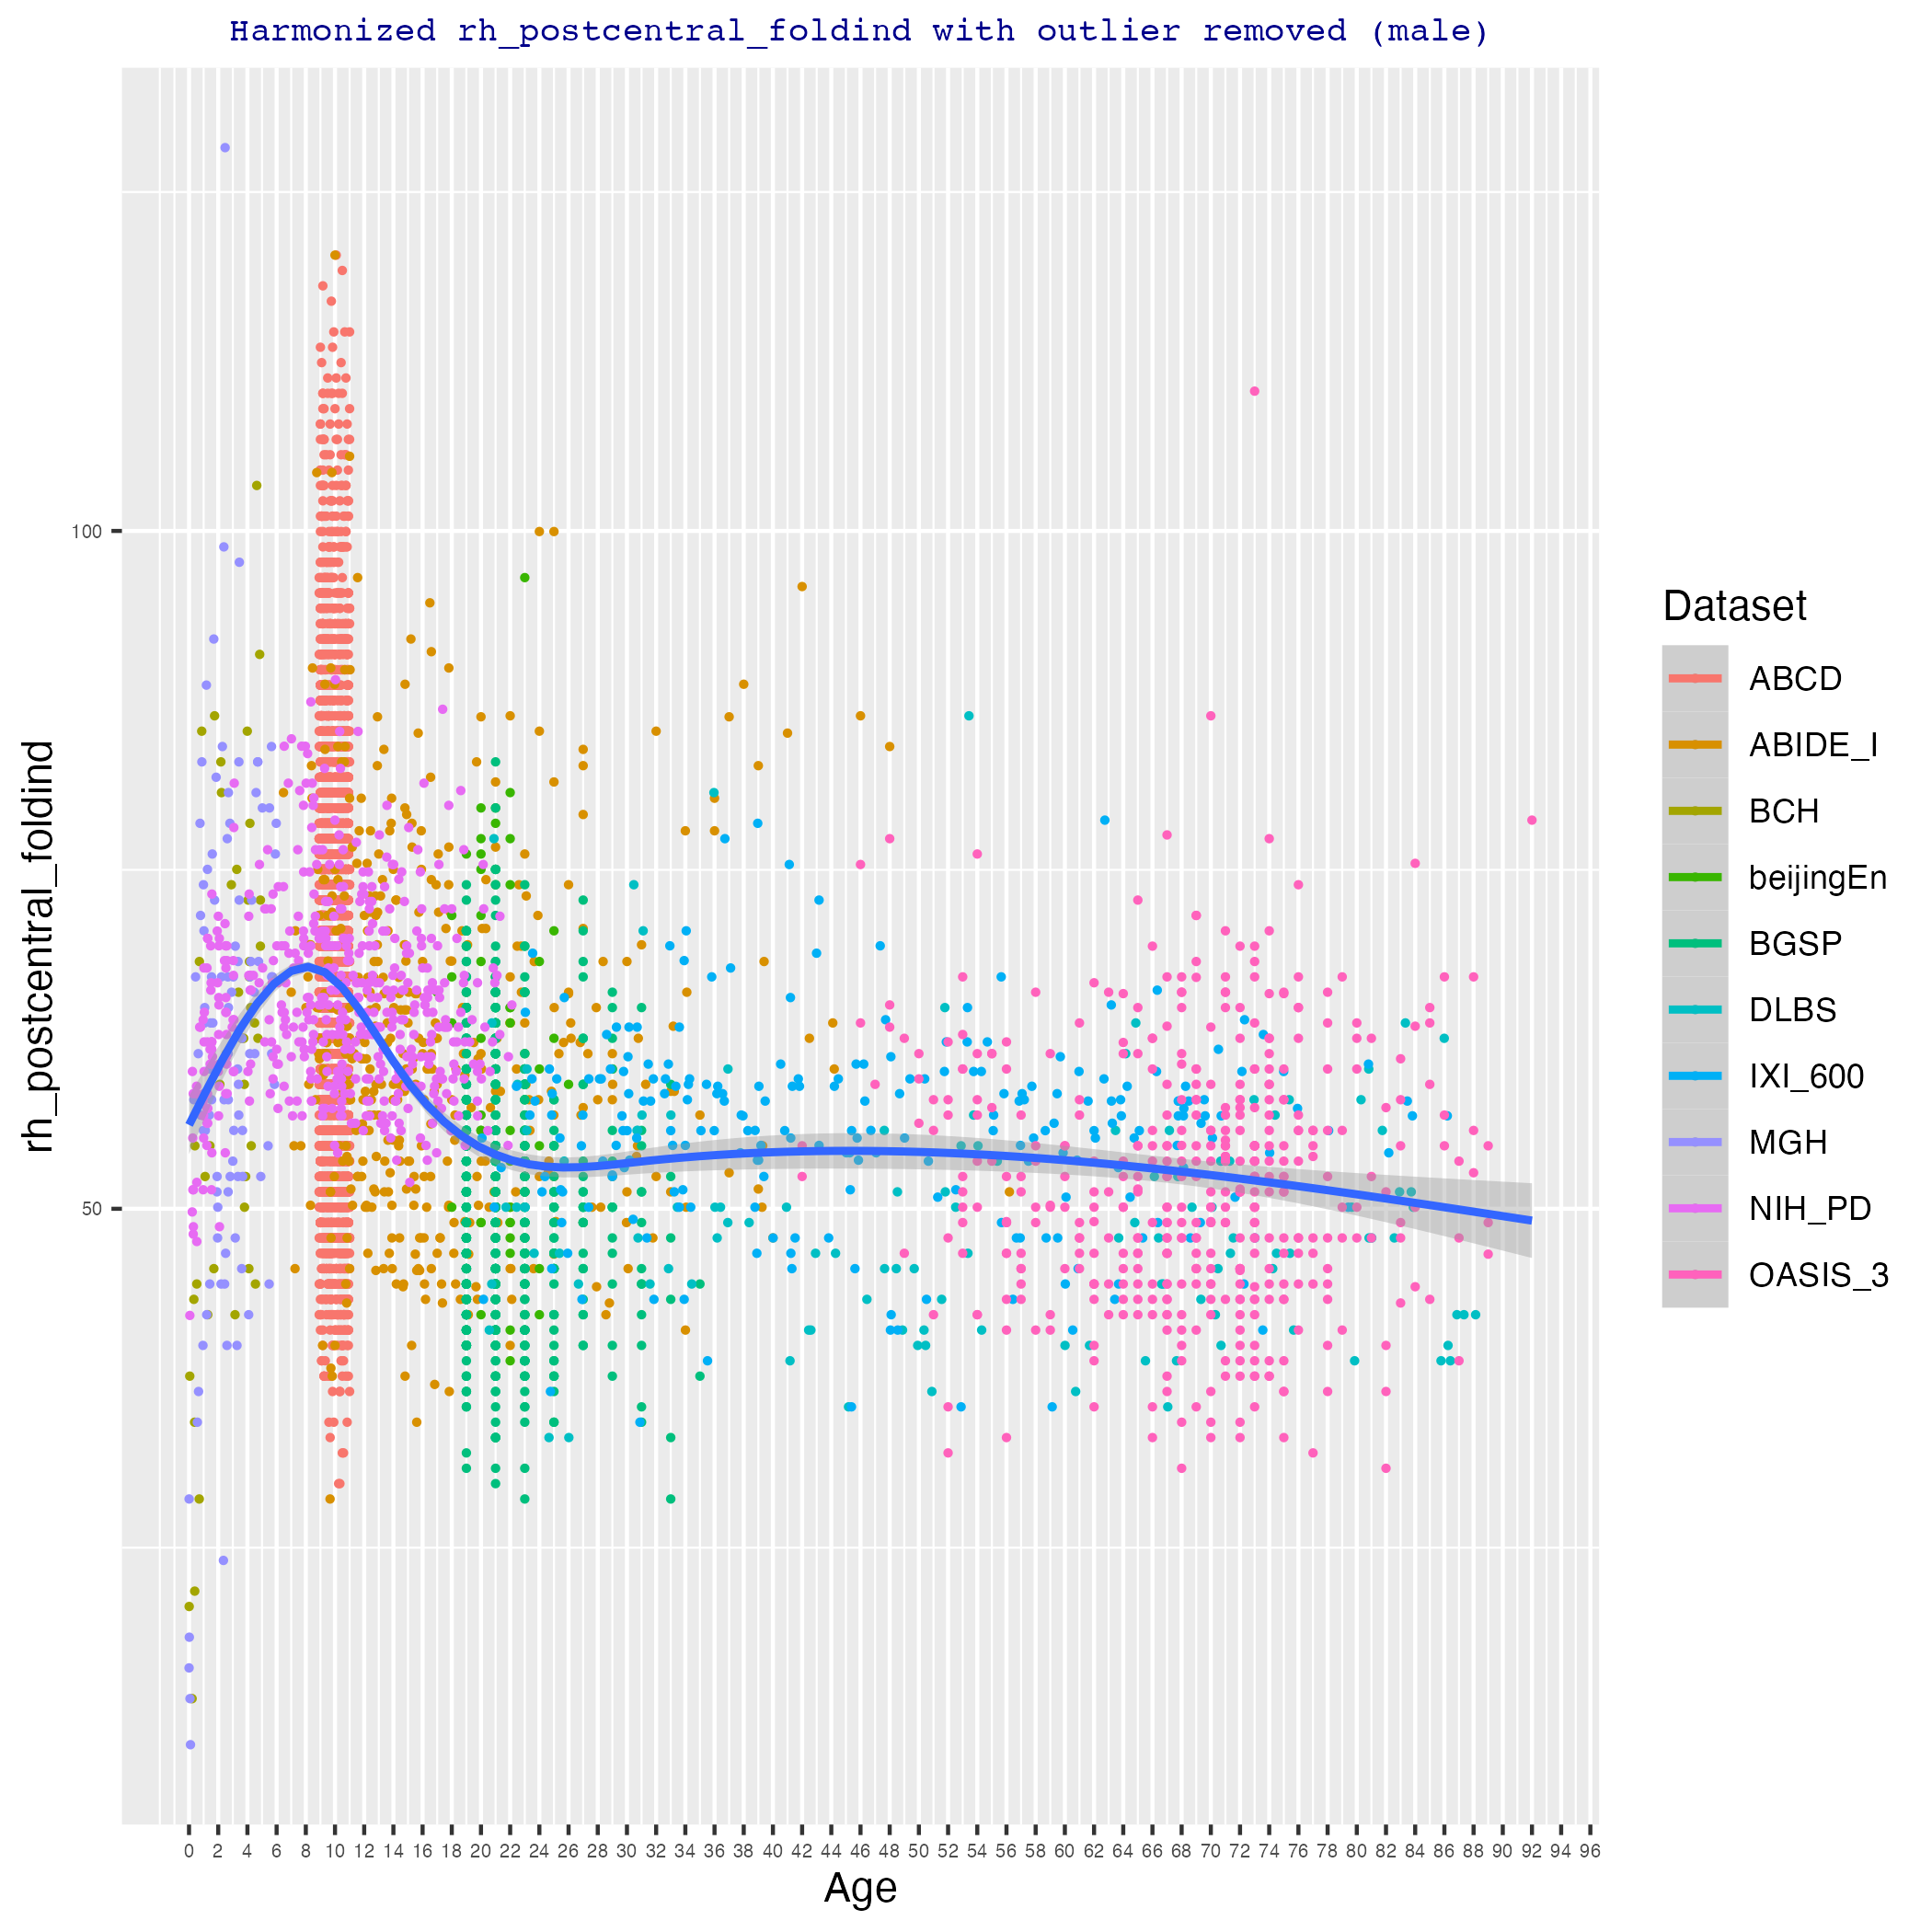 Harmonized rh_postcentral_foldind with outlier removed (male)
rh_postcentral_foldind
100
50
0 2 4 6 8 10 12 14 16 18 20 22 24 26 28 30 32 34 36 38 40 42 44 46 48 50 52 54 56 58 60 62 64 66 68 70 72 74 76 78 80 82 84 86 88 90 92 94 96
Age
Dataset
ABCD
ABIDE_I
BCH
beijingEn
BGSP
DLBS
IXI_600
MGH
NIH_PD
OASIS_3